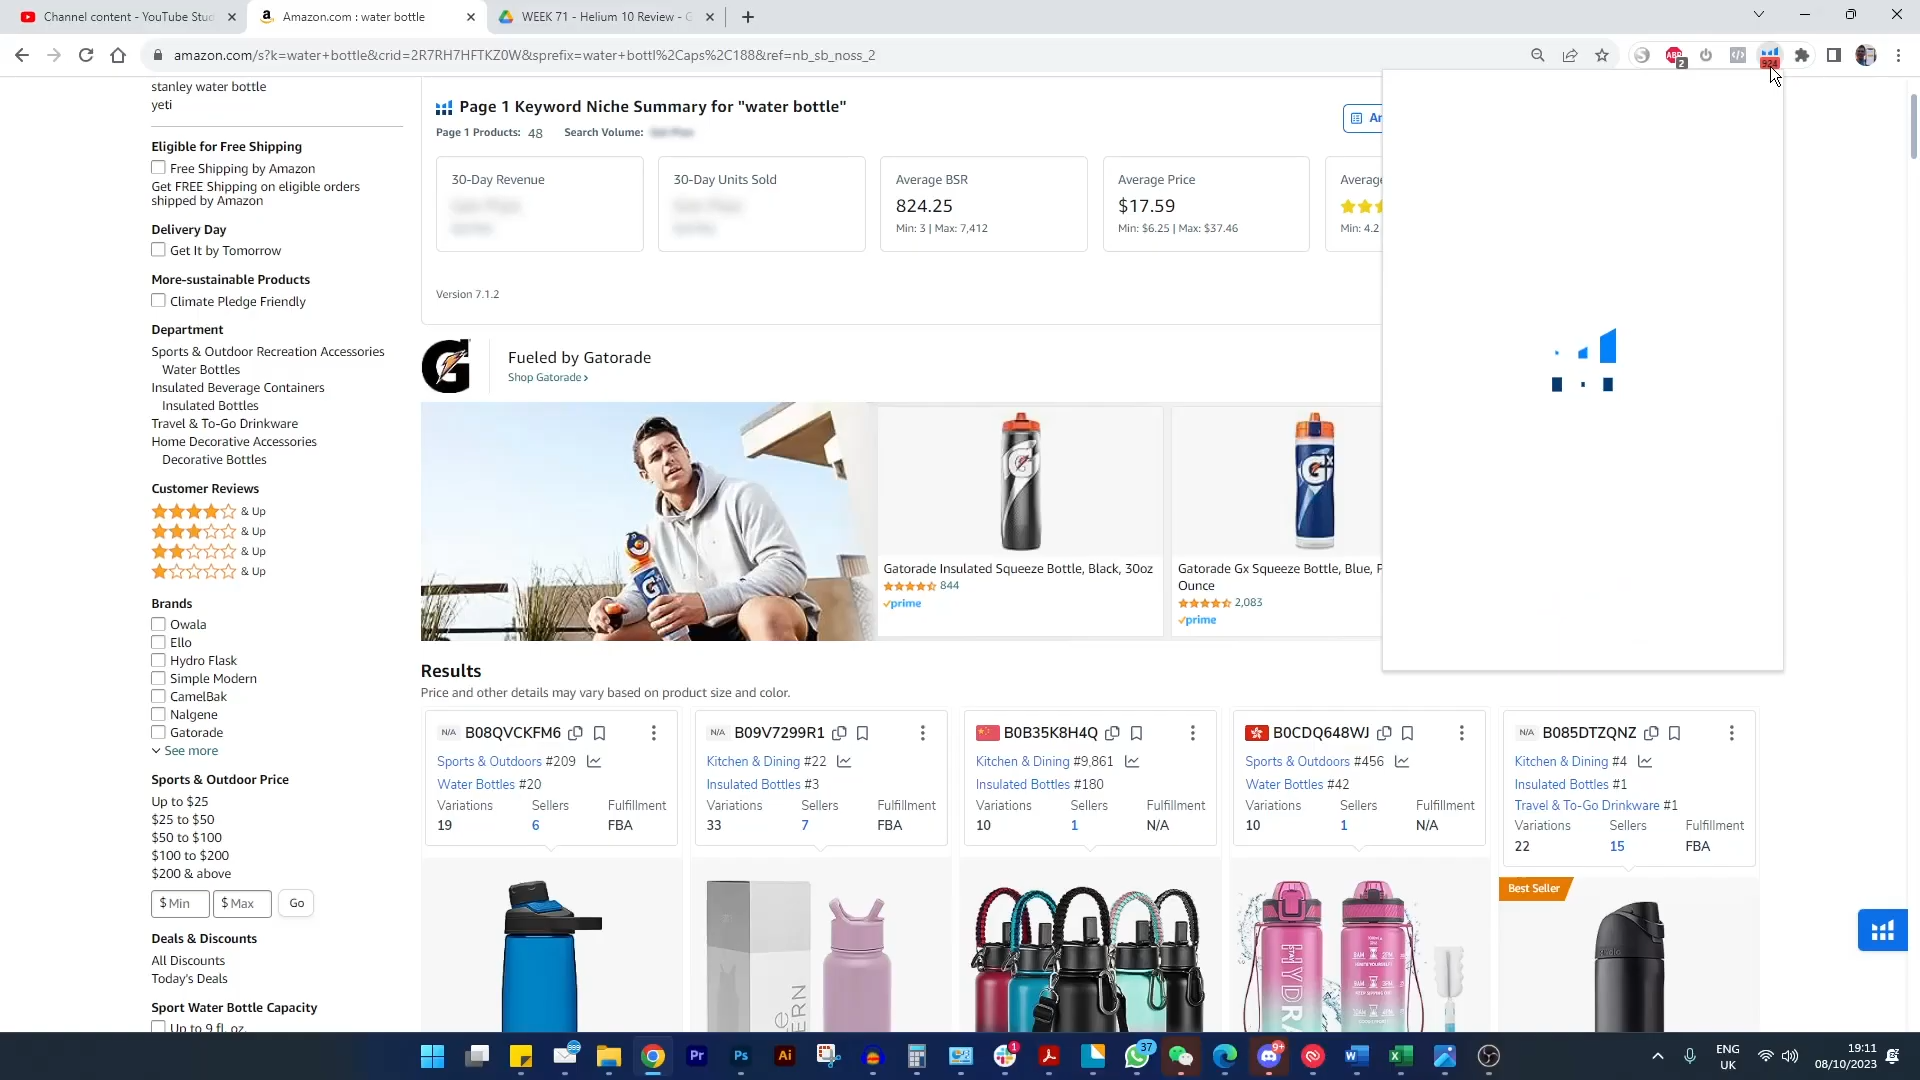 Channel content - YouTube Stu
Amazon.com : water bottle
WEEK 71 - Helium 10 Review - G
amazon.com/s?k=water+bottle&crid=2R7RH7HFTKZ0W&sprefix=water+bottl%2Caps%2C188&ref=nb_sb_noss_2
ABP
2
924
stanley water bottle
yeti
Eligible for Free Shipping
Free Shipping by Amazon
Get FREE Shipping on eligible orders
shipped by Amazon
Delivery Day
Get It by Tomorrow
More-sustainable Products
Climate Pledge Friendly
Department
Sports & Outdoor Recreation Accessories
Water Bottles
Insulated Beverage Containers
Insulated Bottles
Travel & To-Go Drinkware
Home Decorative Accessories
Decorative Bottles
Customer Reviews
& Up
& Up
& Up
& Up
Brands
Owala
Ello
Hydro Flask
Simple Modern
CamelBak
Nalgene
Gatorade
See more
Sports & Outdoor Price
Up to $25
$25 to $50
$50 to $100
$100 to $200
$200 & above
$ Min $ Max Go
Deals & Discounts
All Discounts
Today's Deals
Sport Water Bottle Capacity
Up to 9 fl. oz.
Page 1 Keyword Niche Summary for "water bottle"
Page 1 Products: 48 Search Volume:
30-Day Revenue
30-Day Units Sold
Average BSR
824.25
Min: 3 | Max: 7,412
Average Price
$17.59
Min: $6.25 | Max: $37.46
Average
Min: 4.2
Version 7.1.2
Fueled by Gatorade
Shop Gatorade ›
Gatorade Insulated Squeeze Bottle, Black, 30oz
844
prime
Gatorade Gx Squeeze Bottle, Blue, P
Ounce
2,083
prime
Results
Price and other details may vary based on product size and color.
N/A B08QVCKFM6
Sports & Outdoors #209
Water Bottles #20
Variations Sellers Fulfillment
19 6 FBA
N/A B09V7299R1
Kitchen & Dining #22
Insulated Bottles #3
Variations Sellers Fulfillment
33 7 FBA
B0B35K8H4Q
Kitchen & Dining #9,861
Insulated Bottles #180
Variations Sellers Fulfillment
10 1 N/A
B0CDQ648WJ
Sports & Outdoors #456
Water Bottles #42
Variations Sellers Fulfillment
10 1 N/A
N/A B085DTZQNZ
Kitchen & Dining #4
Insulated Bottles #1
Travel & To-Go Drinkware #1
Variations Sellers Fulfillment
22 15 FBA
Best Seller
ERN
HYDRA
Pr
Ps
Ai
1
37
9+
ENG
UK
19:11
08/10/2023